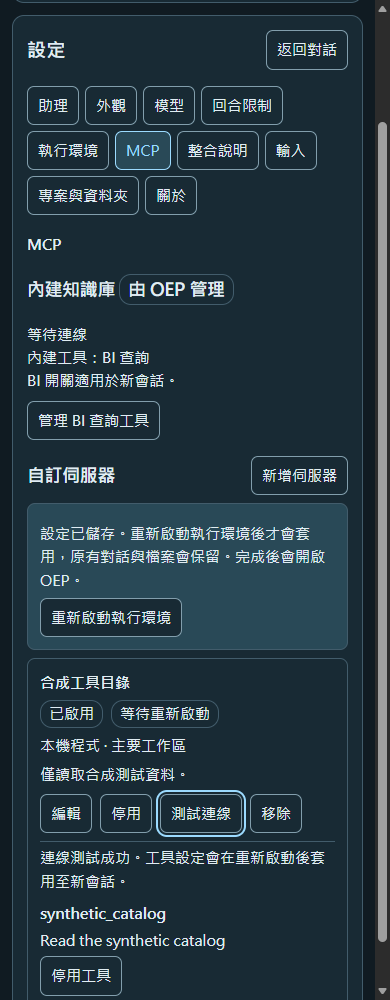 設定
返回對話
助理
外觀
模型
回合限制
執行環境
MCP
整合說明
輸入
專案與資料夾
關於
MCP
內建知識庫 由 OEP 管理
等待連線
內建工具：BI 查詢
BI 開關適用於新會話。
管理 BI 查詢工具
自訂伺服器
新增伺服器
設定已儲存。重新啟動執行環境後才會套
用，原有對話與檔案會保留。完成後會開啟
OEP。
重新啟動執行環境
合成工具目錄
已啟用
等待重新啟動
本機程式 · 主要工作區
僅讀取合成測試資料。
編輯
停用
測試連線
移除
連線測試成功。工具設定會在重新啟動後套
用至新會話。
synthetic_catalog
Read the synthetic catalog
停用工具